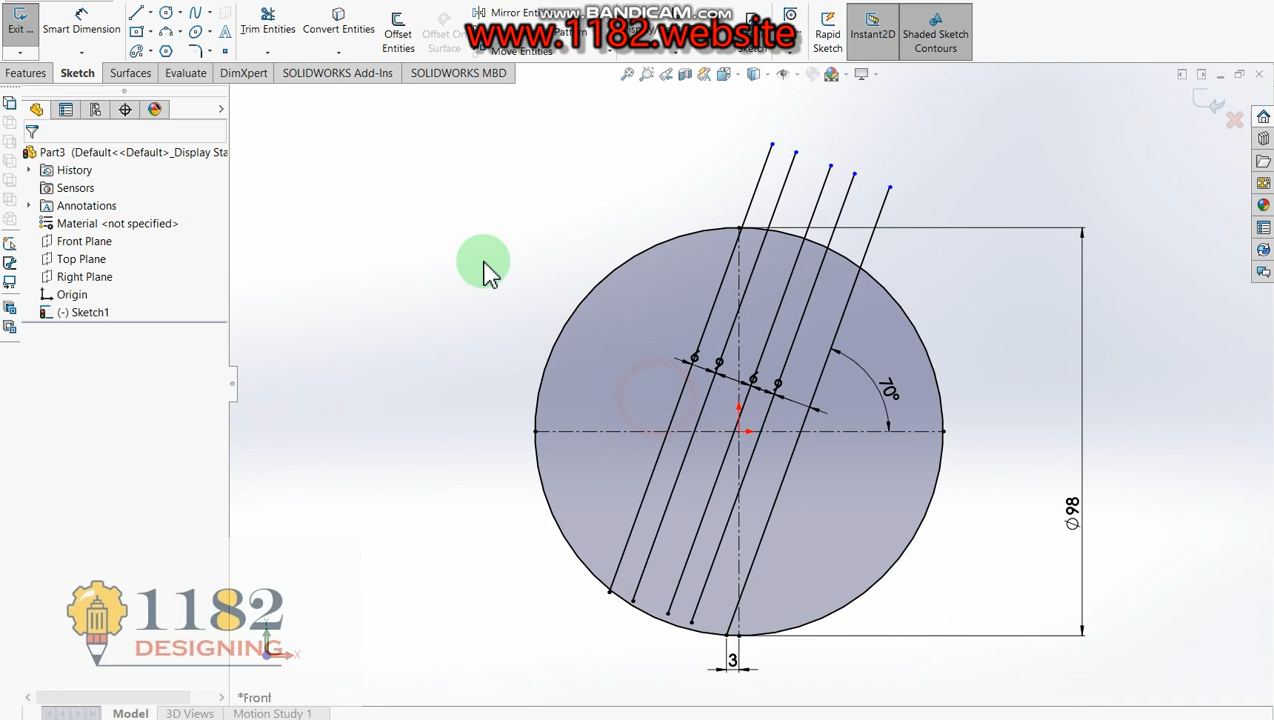 www.BANDICAM.com
www.1182.website
Exit ...
Smart Dimension
Trim Entities
Convert Entities
Offset Entities
Offset On Surface
Mirror Entities
Move Entities
Rapid Sketch
Instant2D
Shaded Sketch Contours
Features
Sketch
Surfaces
Evaluate
DimXpert
SOLIDWORKS Add-Ins
SOLIDWORKS MBD
Part3 (Default<<Default>_Display Sta
History
Sensors
Annotations
Material <not specified>
Front Plane
Top Plane
Right Plane
Origin
(-) Sketch1
70°
Ø98
3
1182
DESIGNING
X
*Front
Model
3D Views
Motion Study 1